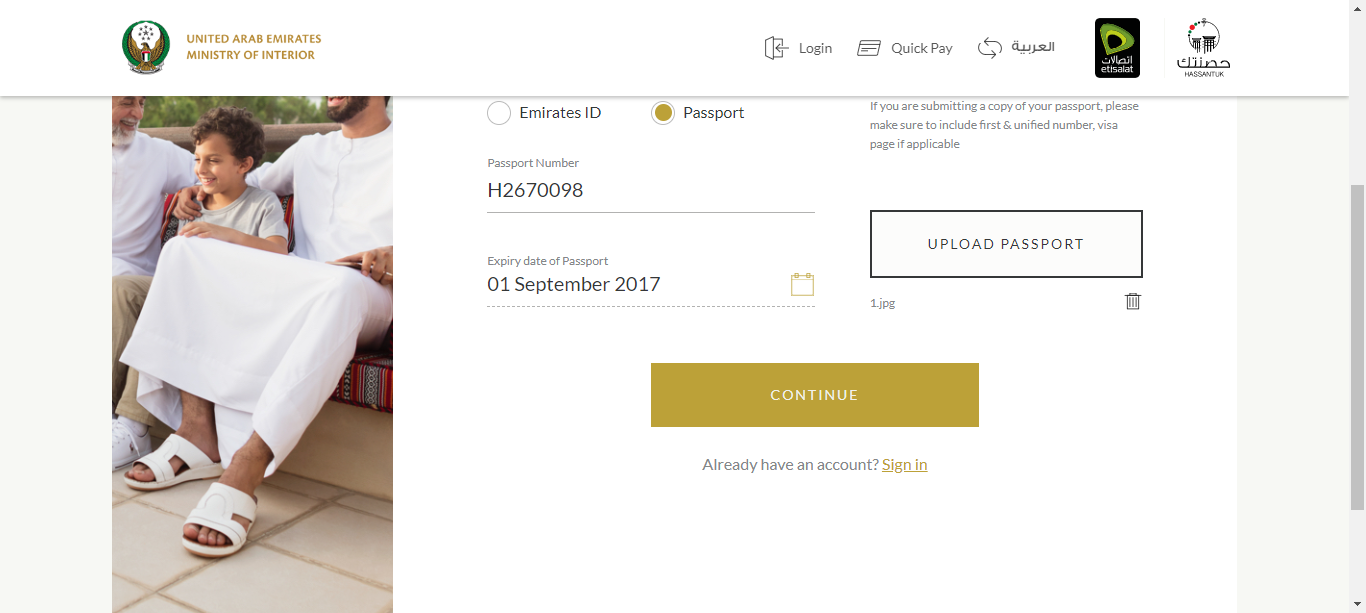 UNITED ARAB EMIRATES
MINISTRY OF INTERIOR
Login
Quick Pay
العربية
اتصالات
etisalat
حصنتك
HASSANTUK
Emirates ID
Passport
If you are submitting a copy of your passport, please
make sure to include first & unified number, visa
page if applicable
Passport Number
H2670098
UPLOAD PASSPORT
Expiry date of Passport
01 September 2017
1.jpg
CONTINUE
Already have an account? Sign in